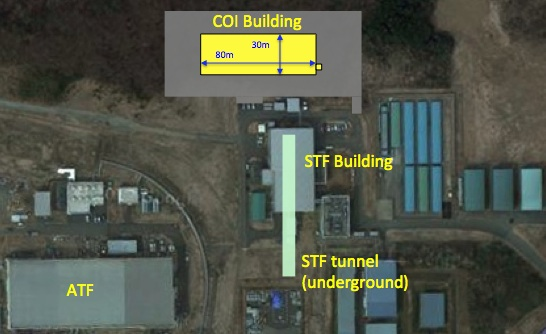 COI Building
30m
80m
STF Building
STF tunnel
(underground)
ATF